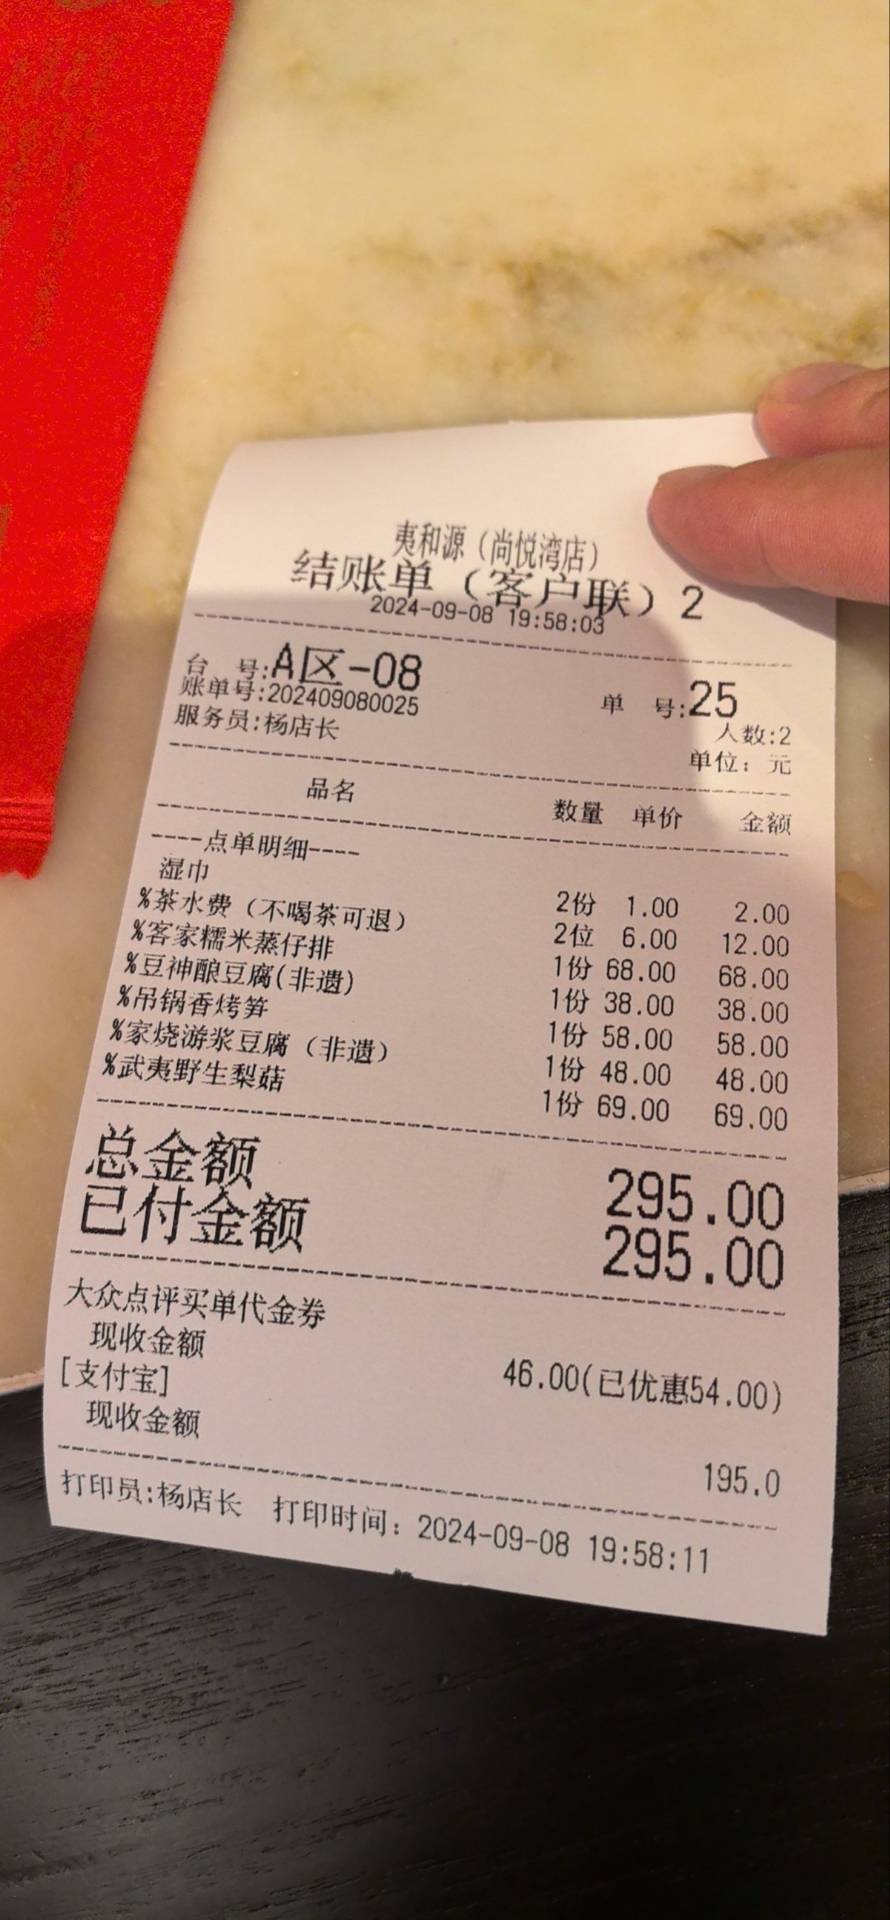 夷和源（尚悦湾店）
结账单（客户联）2
2024-09-08 19:58:03
台 号:A区-08 单 号:25
账单号:202409080025 人数:2
服务员:杨店长 单位：元
品名 数量 单价 金额
----点单明细----
湿巾 2份 1.00 2.00
%茶水费（不喝茶可退） 2位 6.00 12.00
%客家糯米蒸仔排 1份 68.00 68.00
%豆神酿豆腐(非遗) 1份 38.00 38.00
%吊锅香烤笋 1份 58.00 58.00
%家烧游浆豆腐（非遗） 1份 48.00 48.00
%武夷野生梨菇 1份 69.00 69.00
总金额 295.00
已付金额 295.00
大众点评买单代金券
现收金额 46.00(已优惠54.00)
[支付宝]
现收金额 195.0
打印员:杨店长 打印时间：2024-09-08 19:58:11